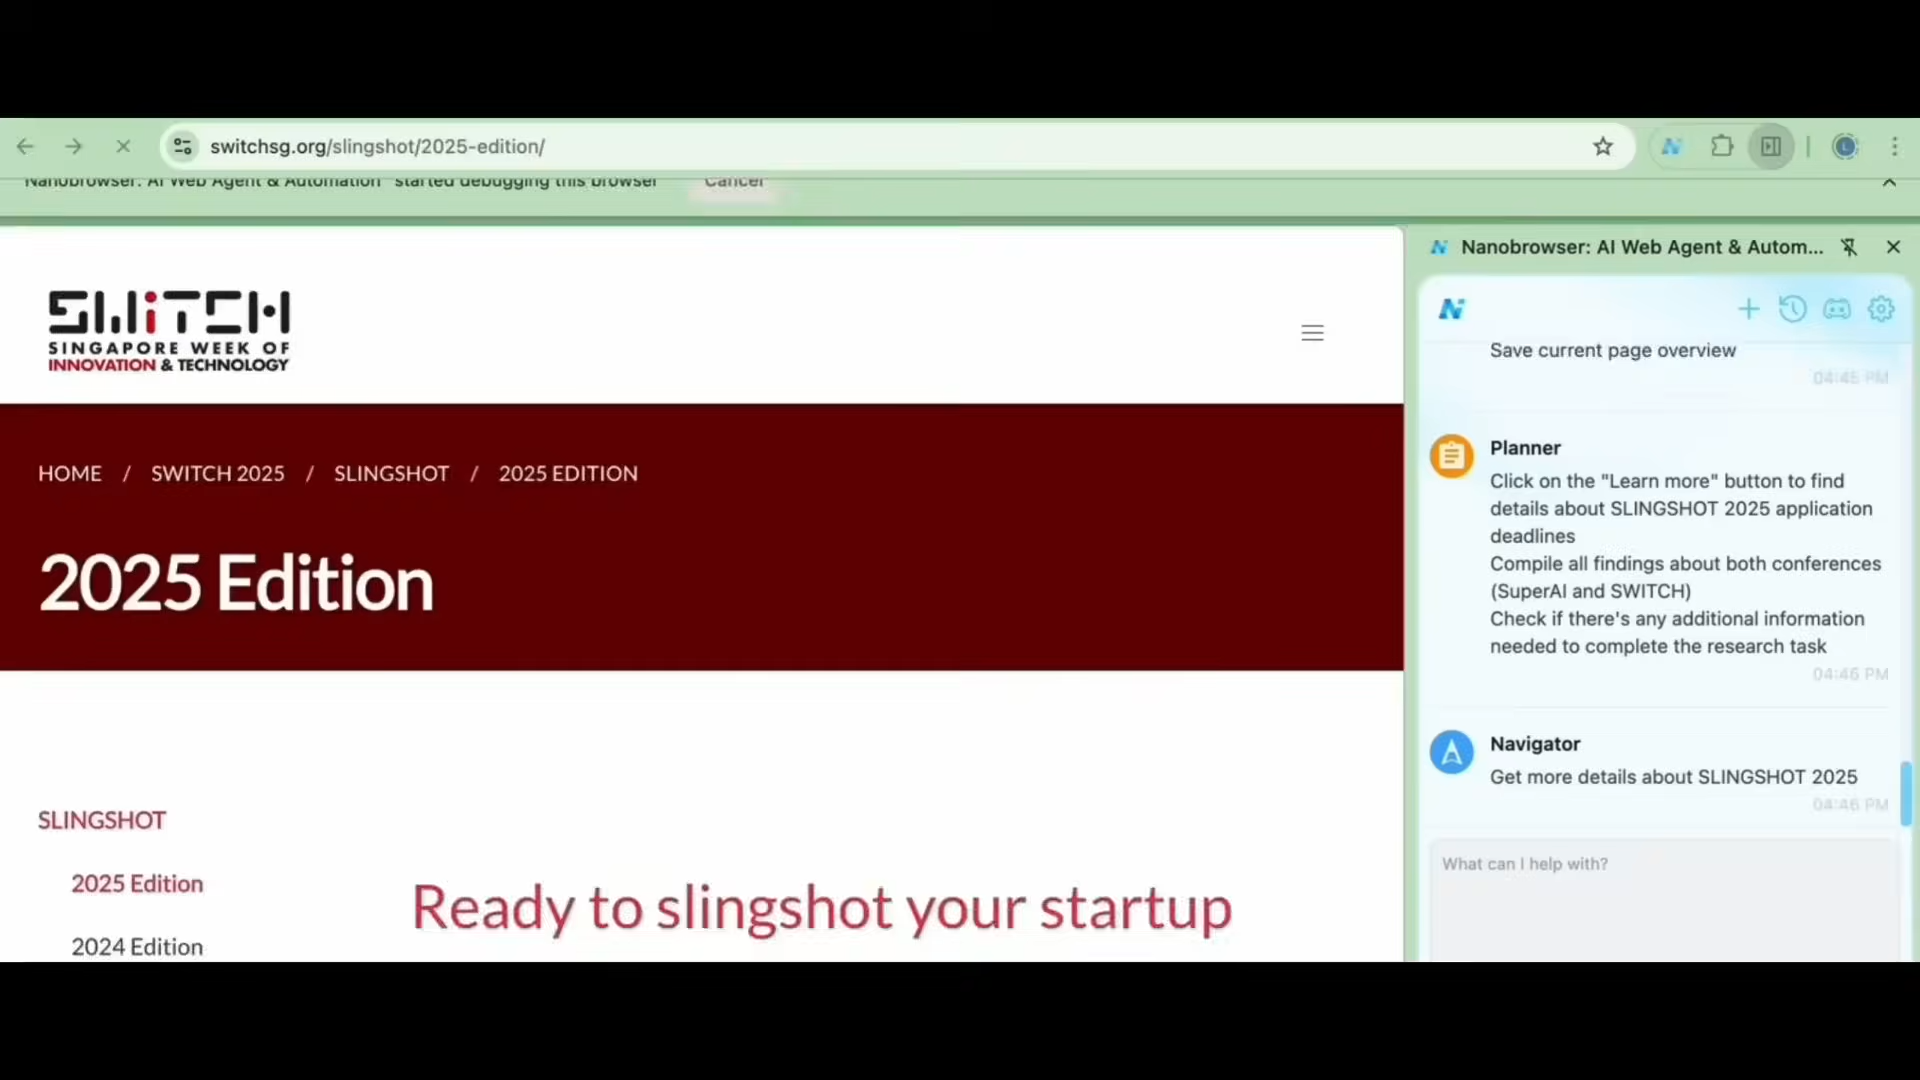 switchsg.org/slingshot/2025-edition/
Nanobrowser: AI Web Agent & Automation" started debugging this browser
Cancel
Nanobrowser: AI Web Agent & Autom...
SWiTCH
SINGAPORE WEEK OF
INNOVATION & TECHNOLOGY
HOME / SWITCH 2025 / SLINGSHOT / 2025 EDITION
2025 Edition
SLINGSHOT
2025 Edition
2024 Edition
Ready to slingshot your startup
Save current page overview
04:45 PM
Planner
Click on the "Learn more" button to find
details about SLINGSHOT 2025 application
deadlines
Compile all findings about both conferences
(SuperAI and SWITCH)
Check if there's any additional information
needed to complete the research task
04:46 PM
Navigator
Get more details about SLINGSHOT 2025
04:46 PM
What can I help with?